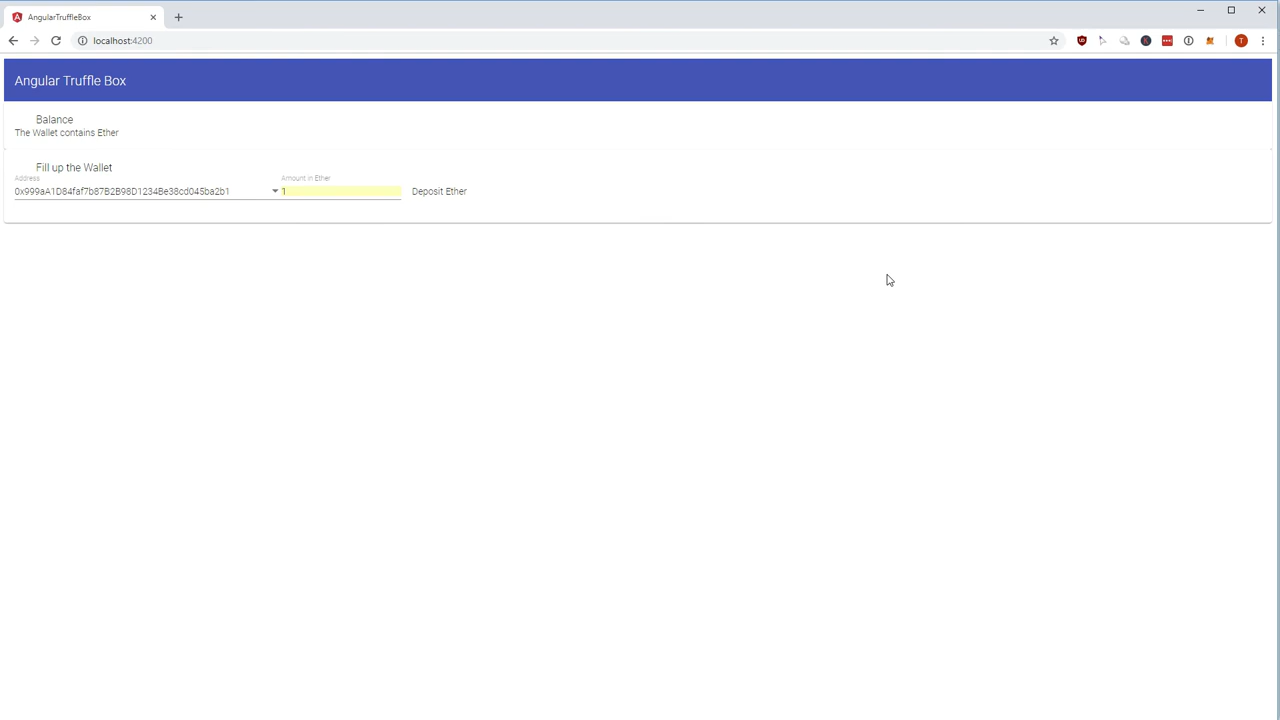 AngularTruffleBox
localhost:4200
T
Angular Truffle Box
Balance
The Wallet contains Ether
Fill up the Wallet
Address
Amount in Ether
0x999aA1D84faf7b87B2B98D1234Be38cd045ba2b1
1
Deposit Ether